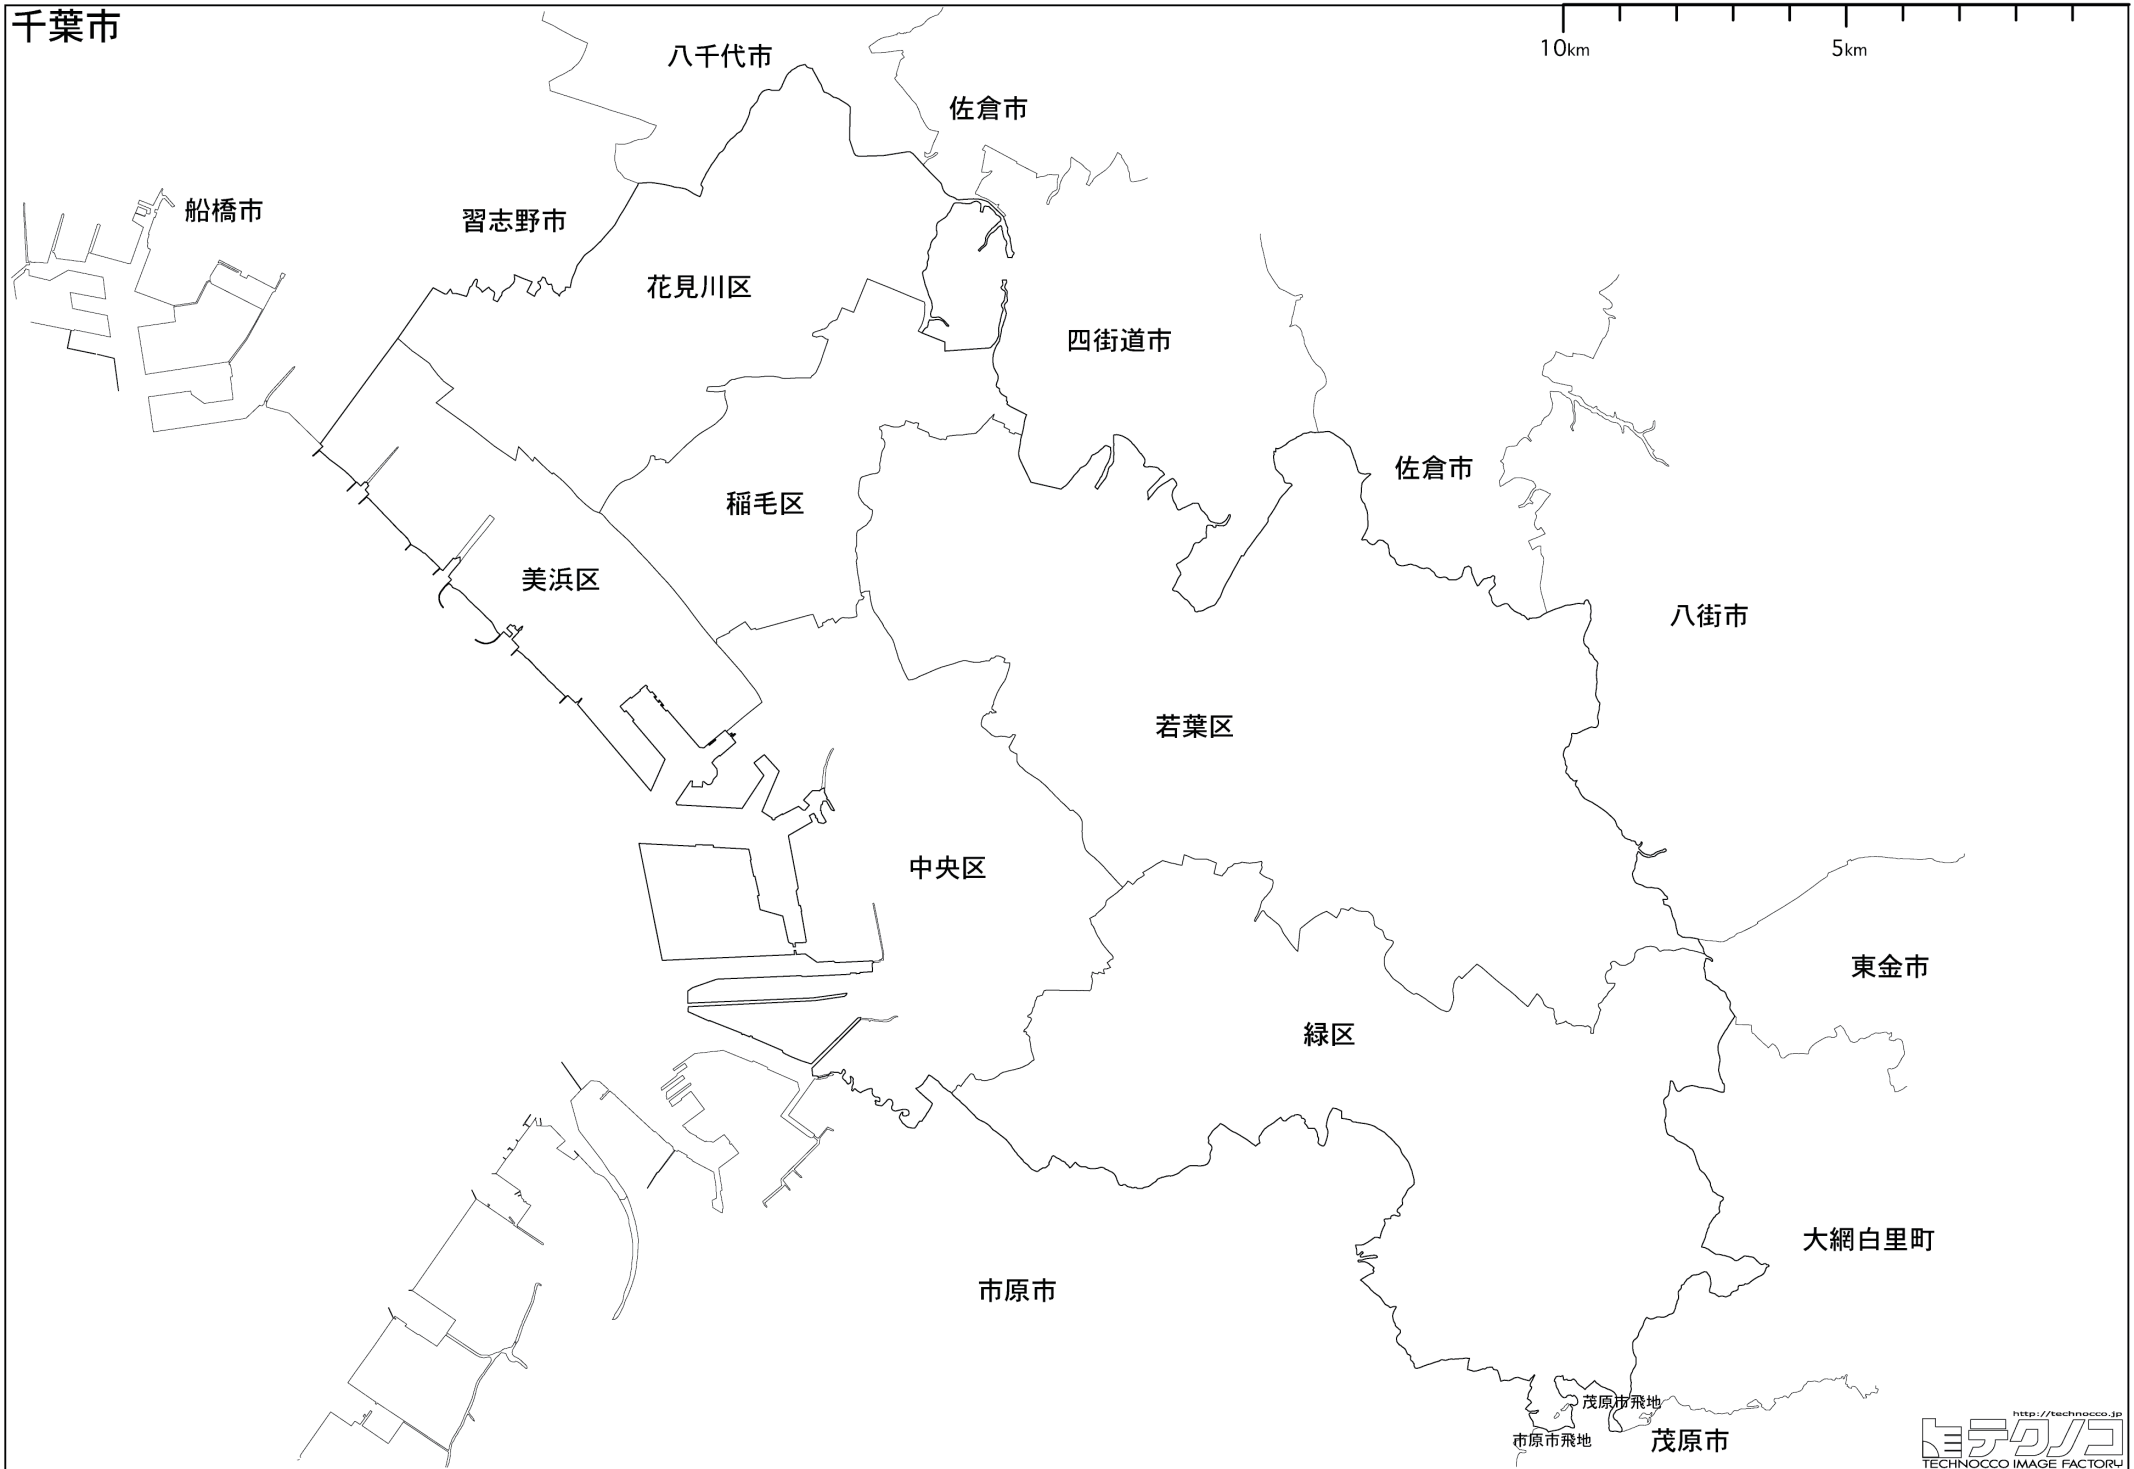 千葉市
10km
5km
八千代市
佐倉市
船橋市
習志野市
花見川区
四街道市
佐倉市
稲毛区
美浜区
八街市
若葉区
中央区
東金市
緑区
大網白里町
市原市
茂原市飛地
市原市飛地
茂原市
http://technocco.jp
テクノコ
TECHNOCCO IMAGE FACTORY